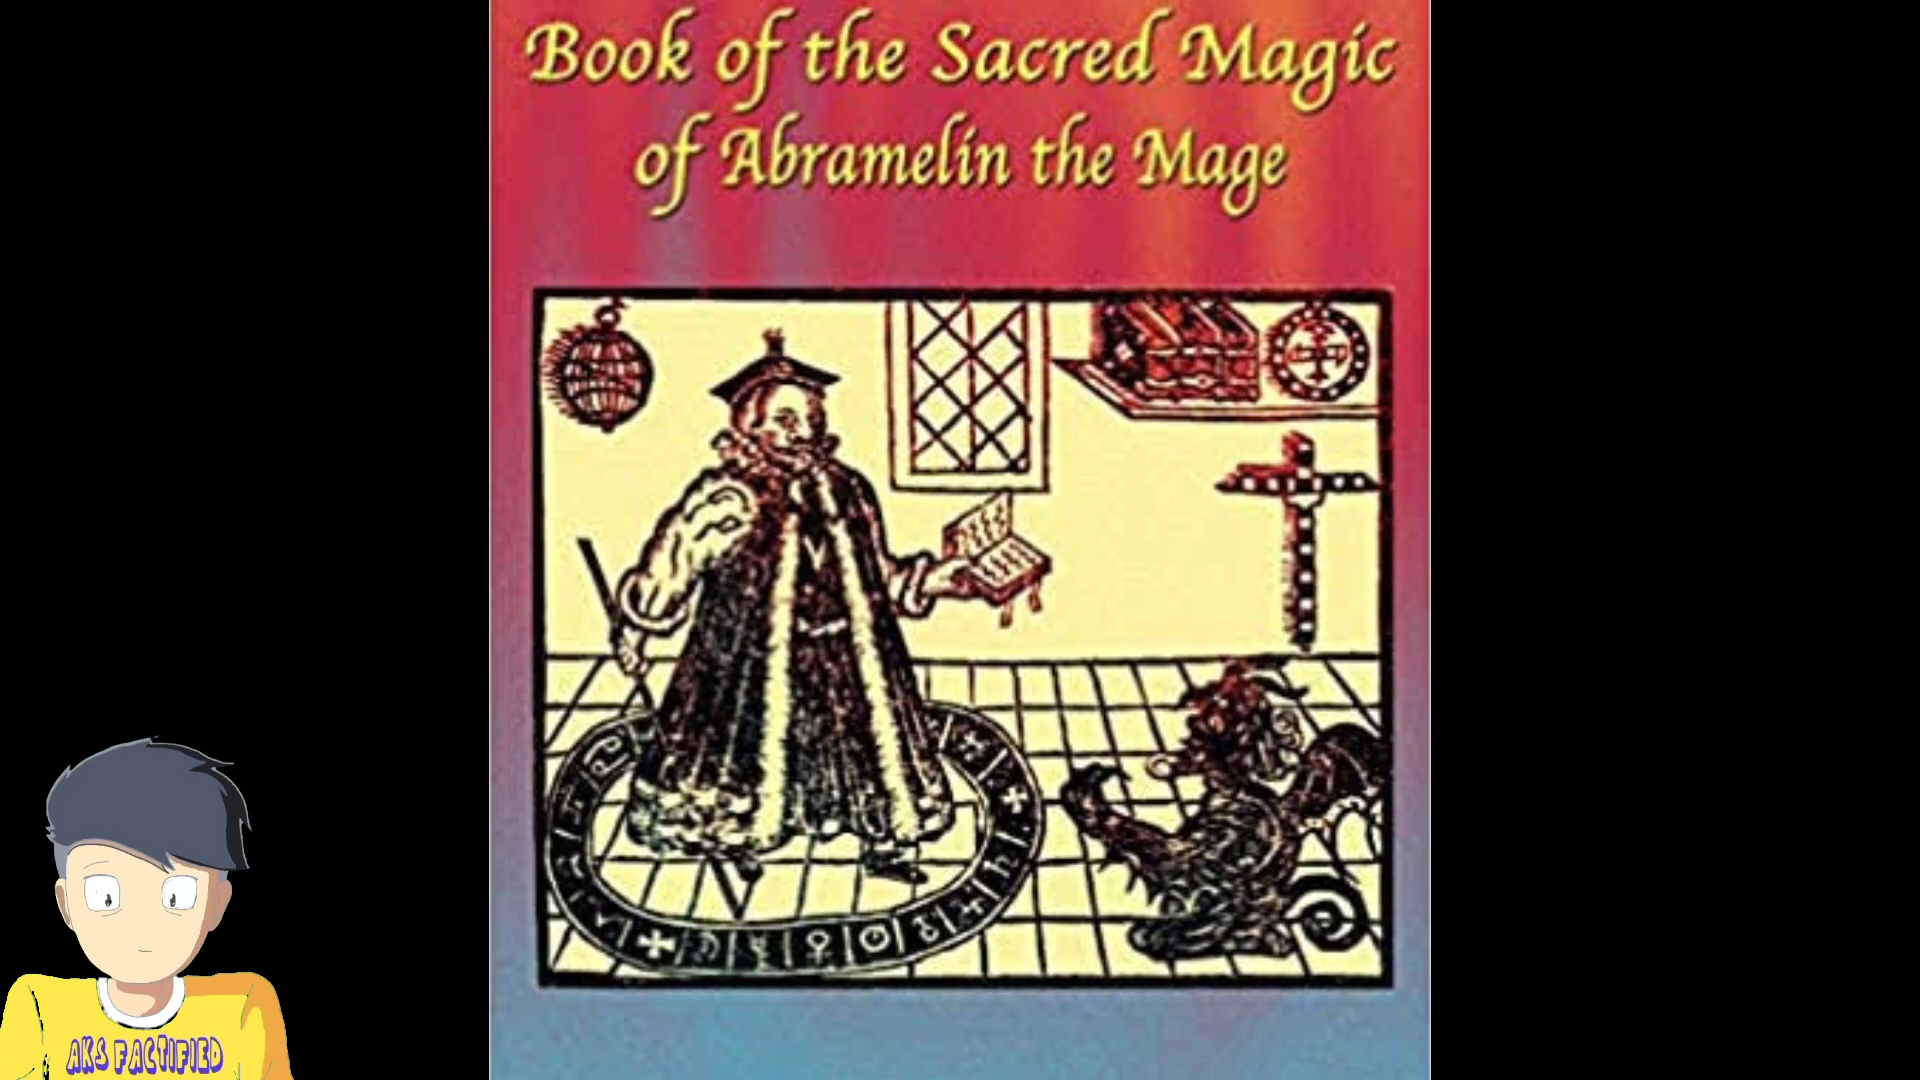 Book of the Sacred Magic
of Abramelin the Mage
AKS FACTIFIED